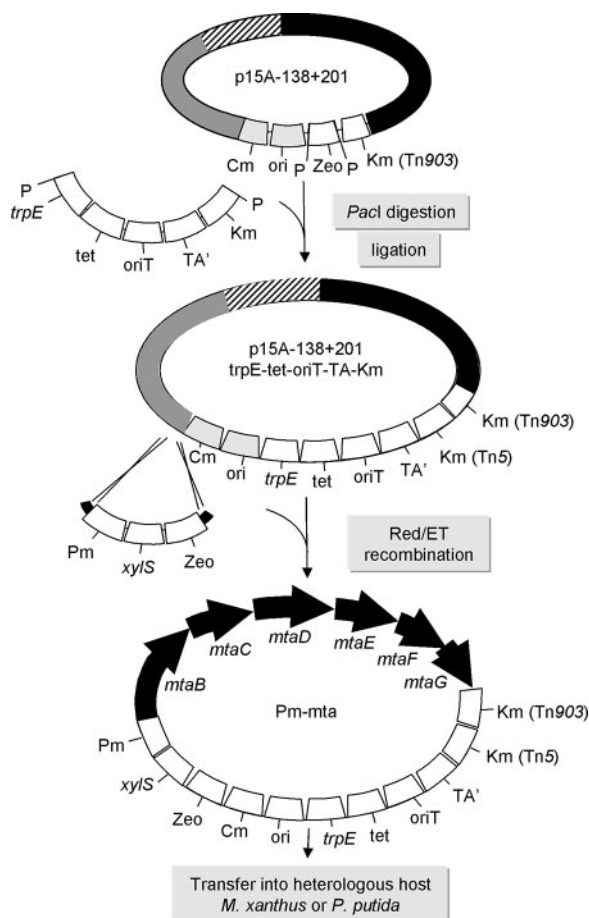 p15A-138+201
Cm
ori
P
Zeo
P
Km (Tn903)
P
trpE
tet
oriT
TA'
Km
P
PacI digestion
ligation
p15A-138+201
trpE-tet-oriT-TA-Km
Cm
ori
trpE
tet
oriT
TA'
Km (Tn5)
Km (Tn903)
Pm
xylS
Zeo
Red/ET
recombination
mtaB
mtaC
mtaD
mtaE
mtaF
mtaG
Pm-mta
Pm
xylS
Zeo
Cm
ori
trpE
tet
oriT
TA'
Km (Tn5)
Km (Tn903)
Transfer into heterologous host
M. xanthus or P. putida